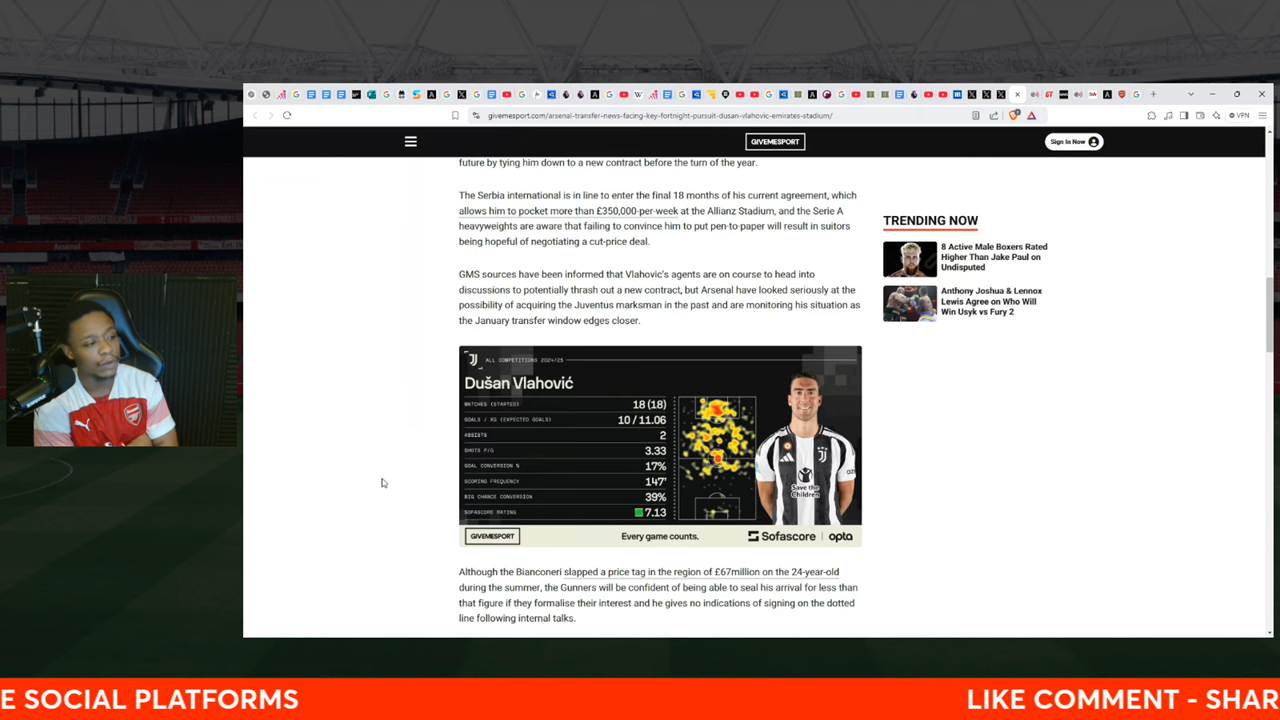 givemesport.com/arsenal-transfer-news-facing-key-fortnight-pursuit-dusan-vlahovic-emirates-stadium/
VPN
GIVEMESPORT
Sign In Now
future by tying him down to a new contract before the turn of the year.
The Serbia international is in line to enter the final 18 months of his current agreement, which
allows him to pocket more than £350,000-per-week at the Allianz Stadium, and the Serie A
heavyweights are aware that failing to convince him to put pen-to-paper will result in suitors
being hopeful of negotiating a cut-price deal.
GMS sources have been informed that Vlahovic's agents are on course to head into
discussions to potentially thrash out a new contract, but Arsenal have looked seriously at the
possibility of acquiring the Juventus marksman in the past and are monitoring his situation as
the January transfer window edges closer.
TRENDING NOW
8 Active Male Boxers Rated
Higher Than Jake Paul on
Undisputed
Anthony Joshua & Lennox
Lewis Agree on Who Will
Win Usyk vs Fury 2
ALL COMPETITIONS 2024/25
Dušan Vlahović
MATCHES (STARTED) 18 (18)
GOALS / XG (EXPECTED GOALS) 10 / 11.06
ASSISTS 2
SHOTS P/G 3.33
GOAL CONVERSION % 17%
SCORING FREQUENCY 147'
BIG CHANCE CONVERSION 39%
SOFASCORE RATING 7.13
Save the
Children
GIVEMESPORT Every game counts. Sofascore opta
Although the Bianconeri slapped a price tag in the region of £67million on the 24-year-old
during the summer, the Gunners will be confident of being able to seal his arrival for less than
that figure if they formalise their interest and he gives no indications of signing on the dotted
line following internal talks.
E SOCIAL PLATFORMS LIKE COMMENT - SHAR